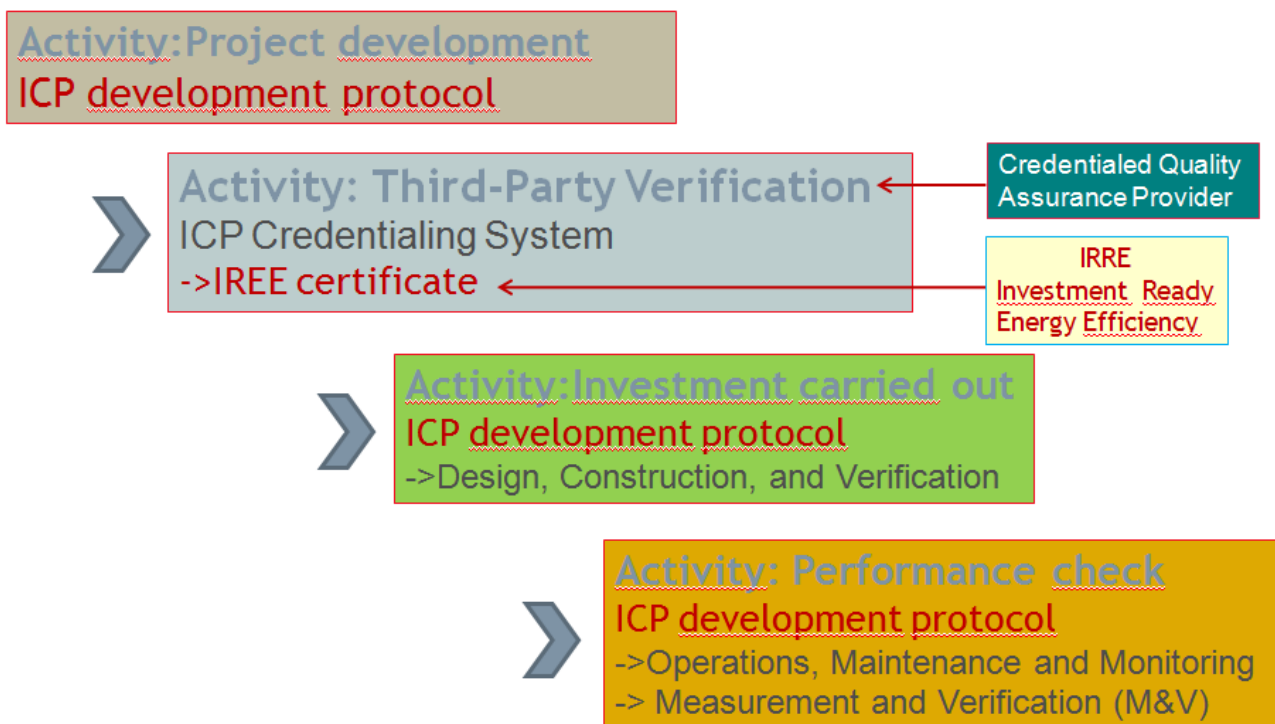 Activity:Project development
ICP development protocol
Activity: Third-Party Verification
ICP Credentialing System
->IREE certificate
Credentialed Quality
Assurance Provider
IRRE
Investment Ready
Energy Efficiency
Activity:Investment carried out
ICP development protocol
->Design, Construction, and Verification
Activity: Performance check
ICP development protocol
->Operations, Maintenance and Monitoring
-> Measurement and Verification (M&V)